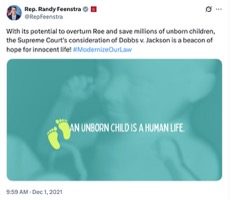 Rep. Randy Feenstra
@RepFeenstra
With its potential to overturn Roe and save millions of unborn children,
the Supreme Court's consideration of Dobbs v. Jackson is a beacon of
hope for innocent life! #ModernizeOurLaw
AN UNBORN CHILD IS A HUMAN LIFE.
9:59 AM · Dec 1, 2021